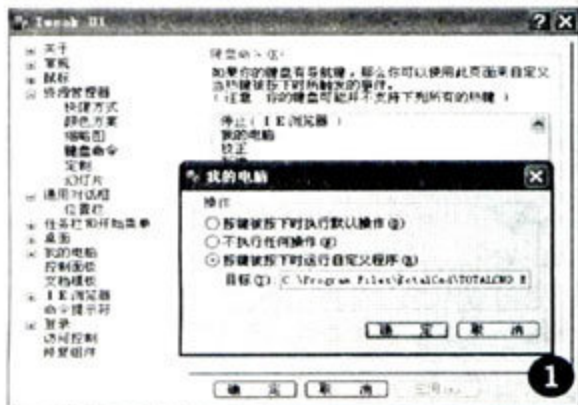 Tweak UI
关于
常规
鼠标
资源管理器
快捷方式
颜色方案
缩略图
键盘命令
定制
幻灯片
通用对话框
位置栏
任务栏和开始菜单
桌面
我的电脑
控制面板
文档模板
IE浏览器
命令提示符
登录
访问控制
修复组件
键盘命令(K)
如果你的键盘有导航键，那么你可以使用此页面来自定义
当热键被按下时所触发的事件。
(注意 你的键盘可能并不支持下列所有的热键)
停止(IE浏览器)
我的电脑
校正
我的电脑
操作
按键被按下时执行默认操作
不执行任何操作
按键被按下时运行自定义程序
目标(T): C:\Program Files\TotalCmd\TOTALCMD E
确 定
取 消
确 定
取 消
1